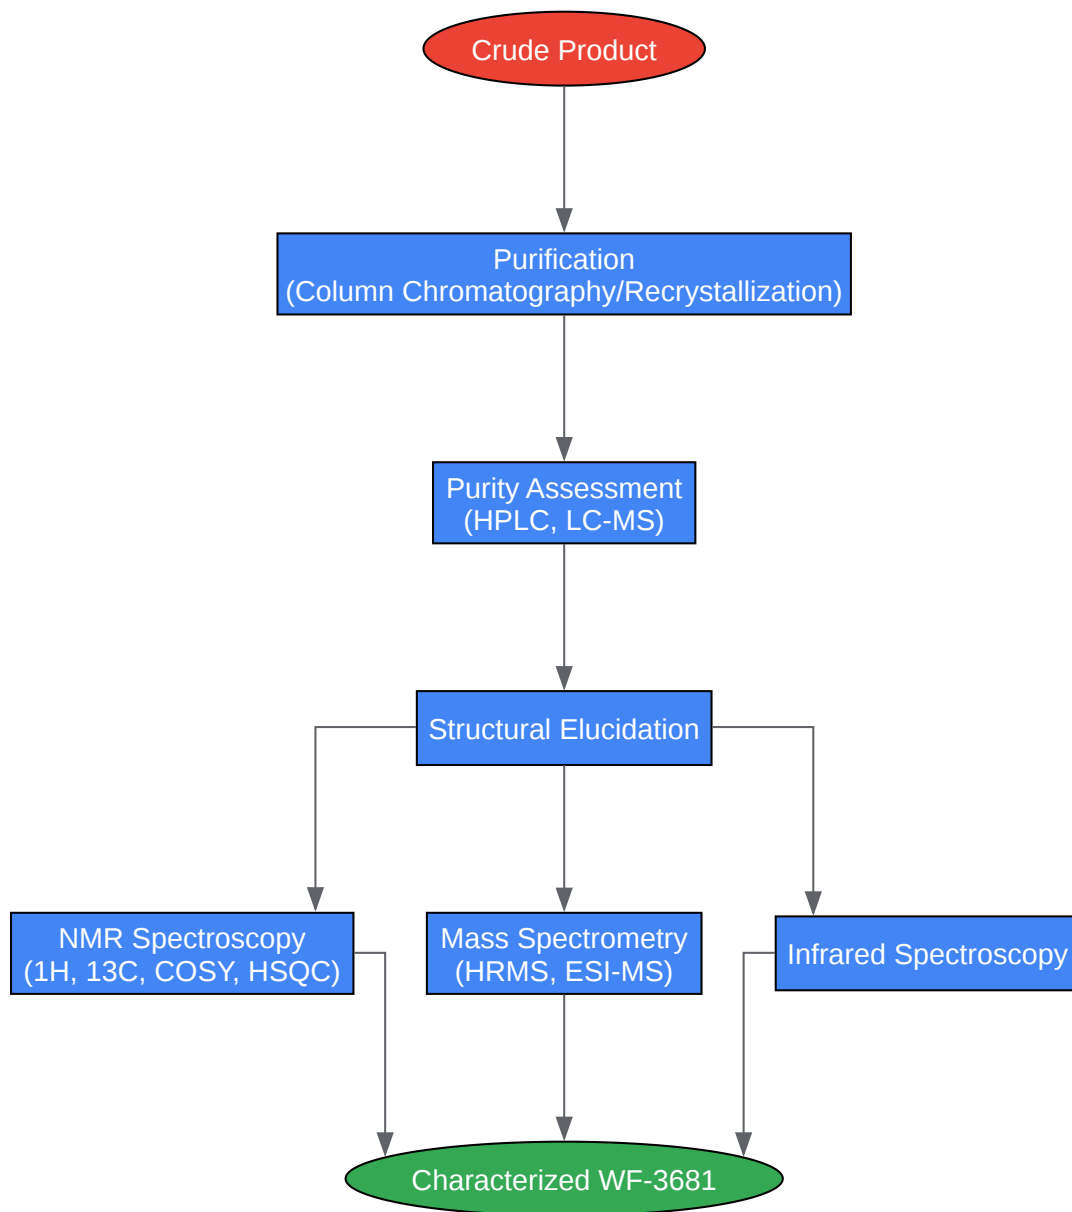 Crude Product
Purification
(Column Chromatography/Recrystallization)
Purity Assessment
(HPLC, LC-MS)
Structural Elucidation
NMR Spectroscopy
(1H, 13C, COSY, HSQC)
Mass Spectrometry
(HRMS, ESI-MS)
Infrared Spectroscopy
Characterized WF-3681